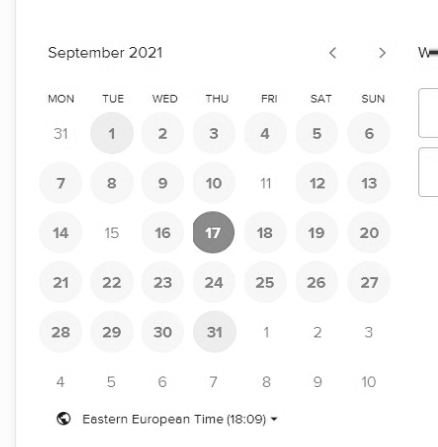 September 2021
MON TUE WED THU FRI SAT SUN
31 1 2 3 4 5 6
7 8 9 10 11 12 13
14 15 16 17 18 19 20
21 22 23 24 25 26 27
28 29 30 31 1 2 3
4 5 6 7 8 9 10
Eastern European Time (18:09)